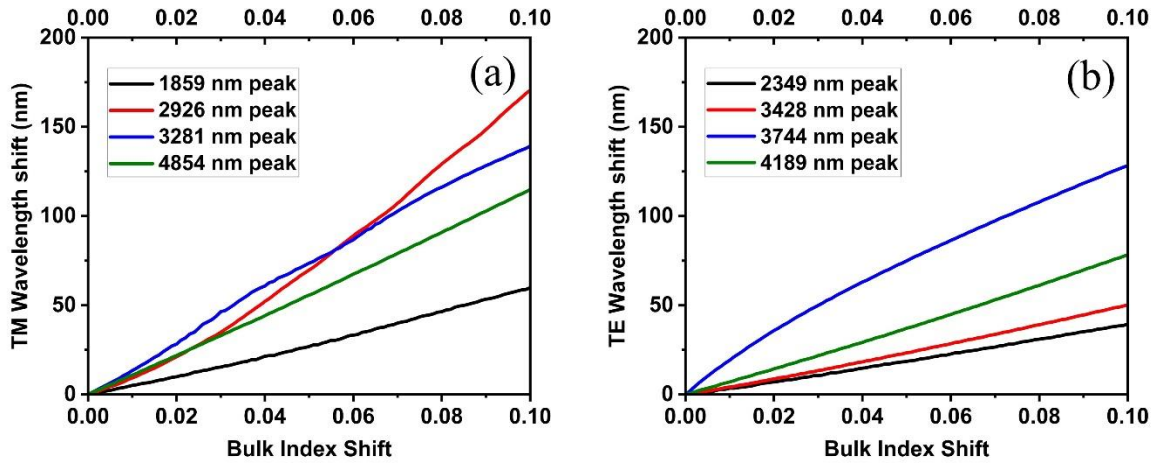 0.00 0.02 0.04 0.06 0.08 0.10
200
150
100
50
0
TM Wavelength shift (nm)
(a)
1859 nm peak
2926 nm peak
3281 nm peak
4854 nm peak
0.00 0.02 0.04 0.06 0.08 0.10
Bulk Index Shift
0.00 0.02 0.04 0.06 0.08 0.10
200
150
100
50
0
TE Wavelength shift (nm)
(b)
2349 nm peak
3428 nm peak
3744 nm peak
4189 nm peak
0.00 0.02 0.04 0.06 0.08 0.10
Bulk Index Shift